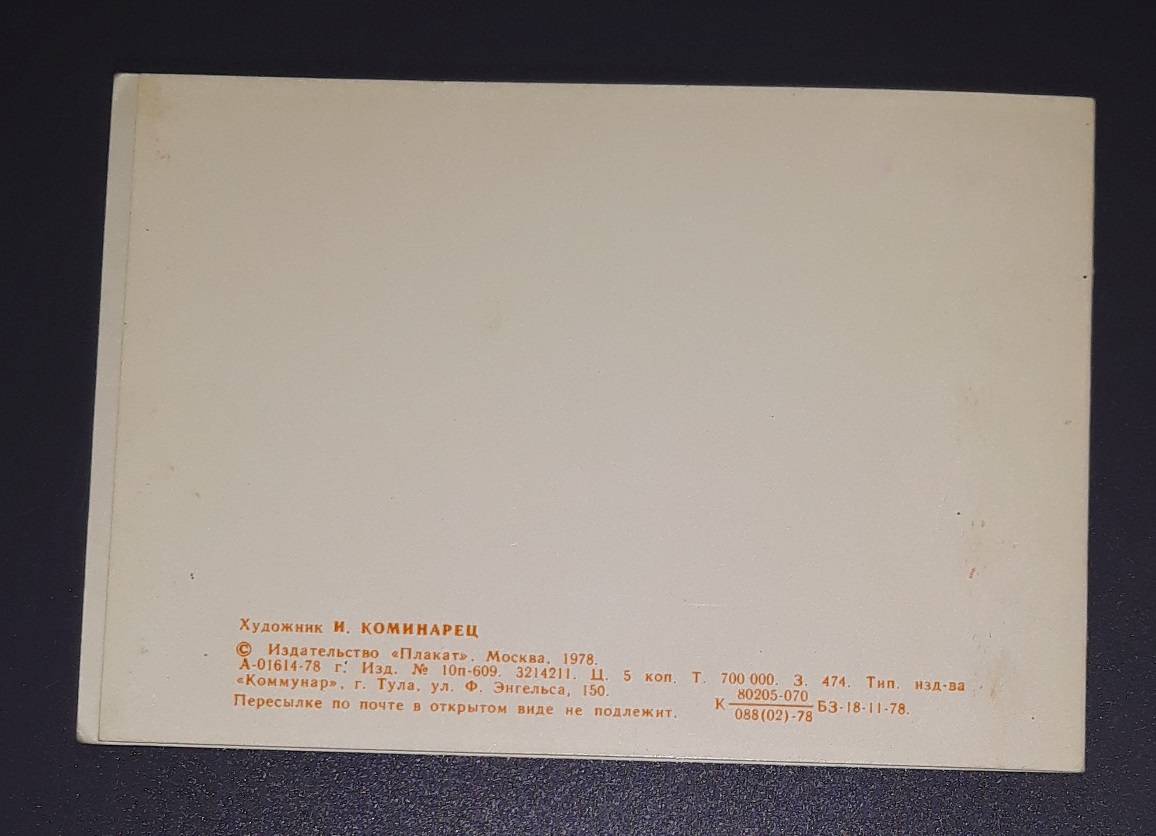 Художник И. КОМИНАРЕЦ
© Издательство «Плакат». Москва. 1978.
А-01614-78 г. Изд. № 10п-609. 3214211. Ц. 5 коп. Т. 700 000. З. 474. Тип. изд-ва
«Коммунар», г. Тула, ул. Ф. Энгельса, 150.
Пересылке по почте в открытом виде не подлежит.
80205-070
К БЗ-18-11-78.
088(02)-78